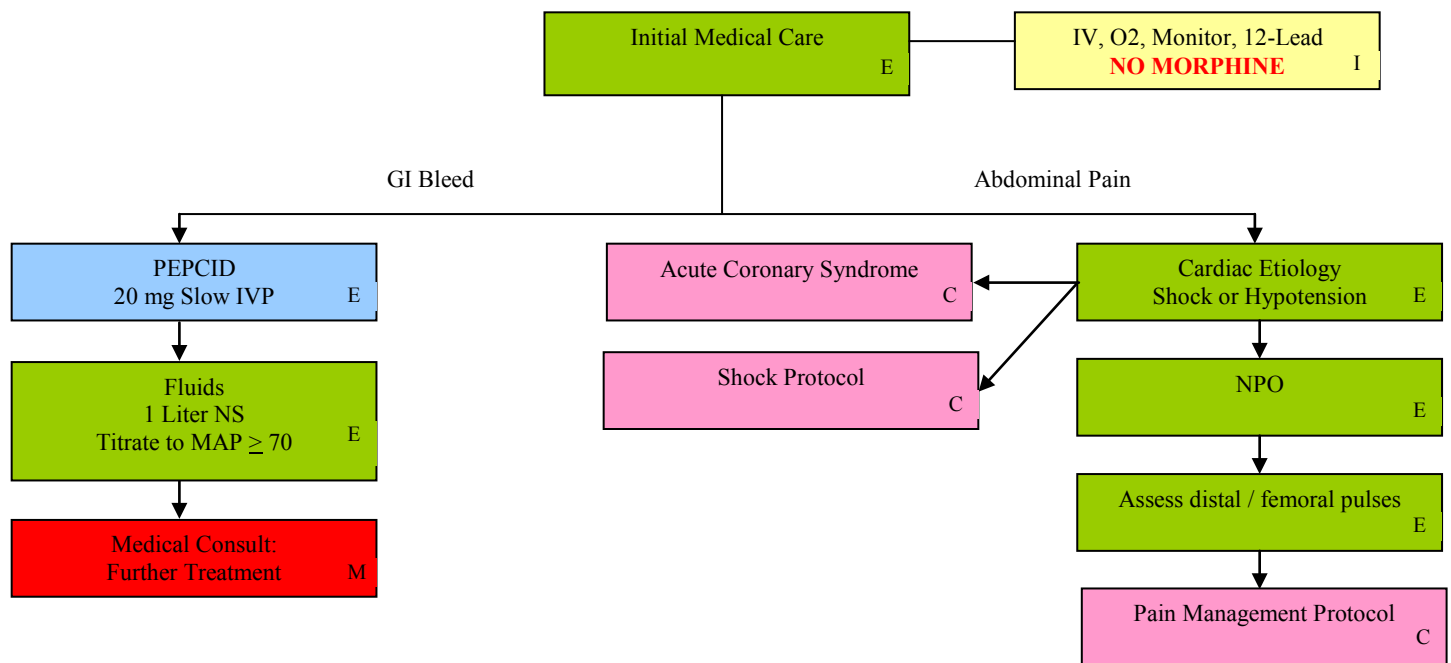 Initial Medical Care
E
IV, O2, Monitor, 12-Lead
NO MORPHINE
I
GI Bleed
Abdominal Pain
PEPCID
20 mg Slow IVP
E
Fluids
1 Liter NS
Titrate to MAP ≥ 70
E
Medical Consult:
Further Treatment
M
Acute Coronary Syndrome
C
Shock Protocol
C
Cardiac Etiology
Shock or Hypotension
E
NPO
E
Assess distal / femoral pulses
E
Pain Management Protocol
C